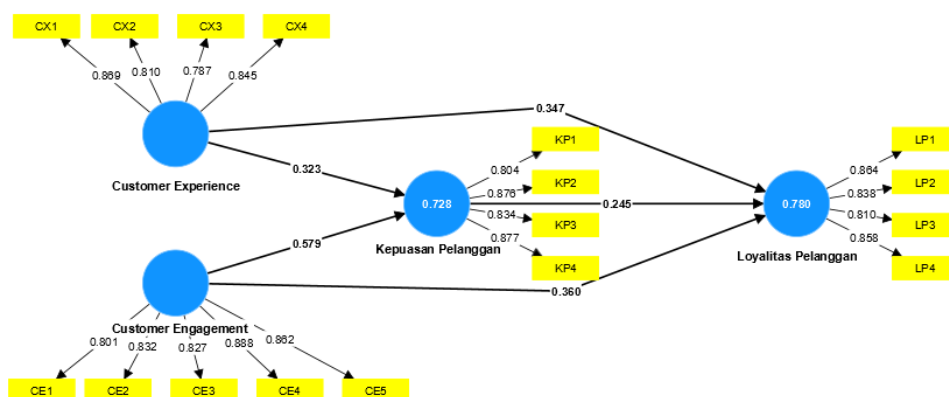 CX1 CX2 CX3 CX4
0.869 0.810 0.787 0.845
Customer Experience
0.347
0.323
KP1
KP2
KP3
KP4
0.804
0.876
0.834
0.877
0.728
Kepuasan Pelanggan
0.245
0.579
0.360
LP1
LP2
LP3
LP4
0.864
0.838
0.810
0.858
0.780
Loyalitas Pelanggan
Customer Engagement
0.801 0.832 0.827 0.888 0.862
CE1 CE2 CE3 CE4 CE5